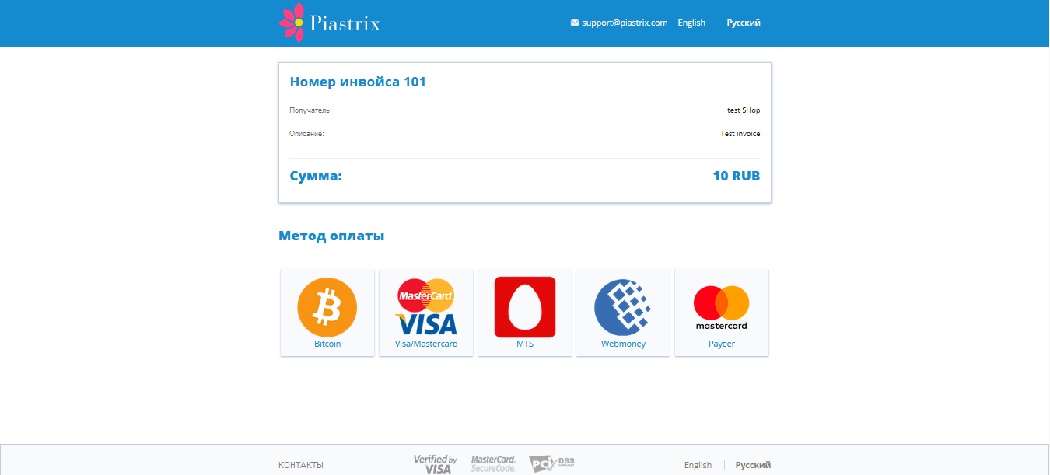 Piastrix
support@piastrix.com English Русский
Номер инвойса 101
Получатель test SHop
Описание: Test invoice
Сумма: 10 RUB
Метод оплаты
MasterCard
VISA
mastercard
Bitcoin Visa/Mastercard MTS Webmoney Payeer
КОНТАКТЫ
Verified by
VISA
MasterCard.
SecureCode.
PCI DSS
English Русский